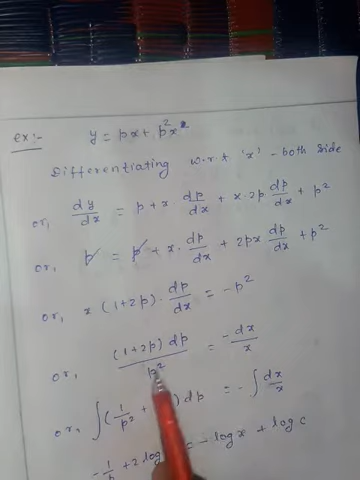 ex:- y = px + p²x
Differentiating w.r.t 'x' - both side
or, dy/dx = p + x dp/dx + x.2p dp/dx + p²
or, p = p + x. dp/dx + 2px dp/dx + p²
or, x (1+2p). dp/dx = -p²
or, (1+2p) dp / p² = -dx/x
or, ∫(1/p² + ) dp = - ∫ dx/x
+ 2 log = - log x + log c